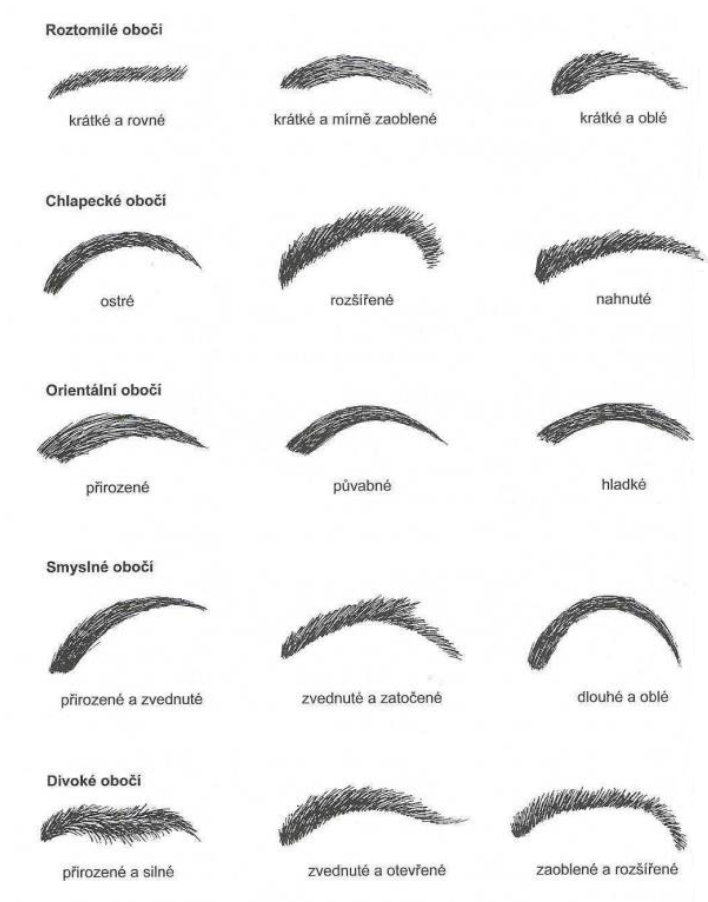 Roztomilé obočí
krátké a rovné
krátké a mírně zaoblené
krátké a oblé
Chlapecké obočí
ostré
rozšířené
nahnuté
Orientální obočí
přirozené
půvabné
hladké
Smyslné obočí
přirozené a zvednuté
zvednuté a zatočené
dlouhé a oblé
Divoké obočí
přirozené a silné
zvednuté a otevřené
zaoblené a rozšířené